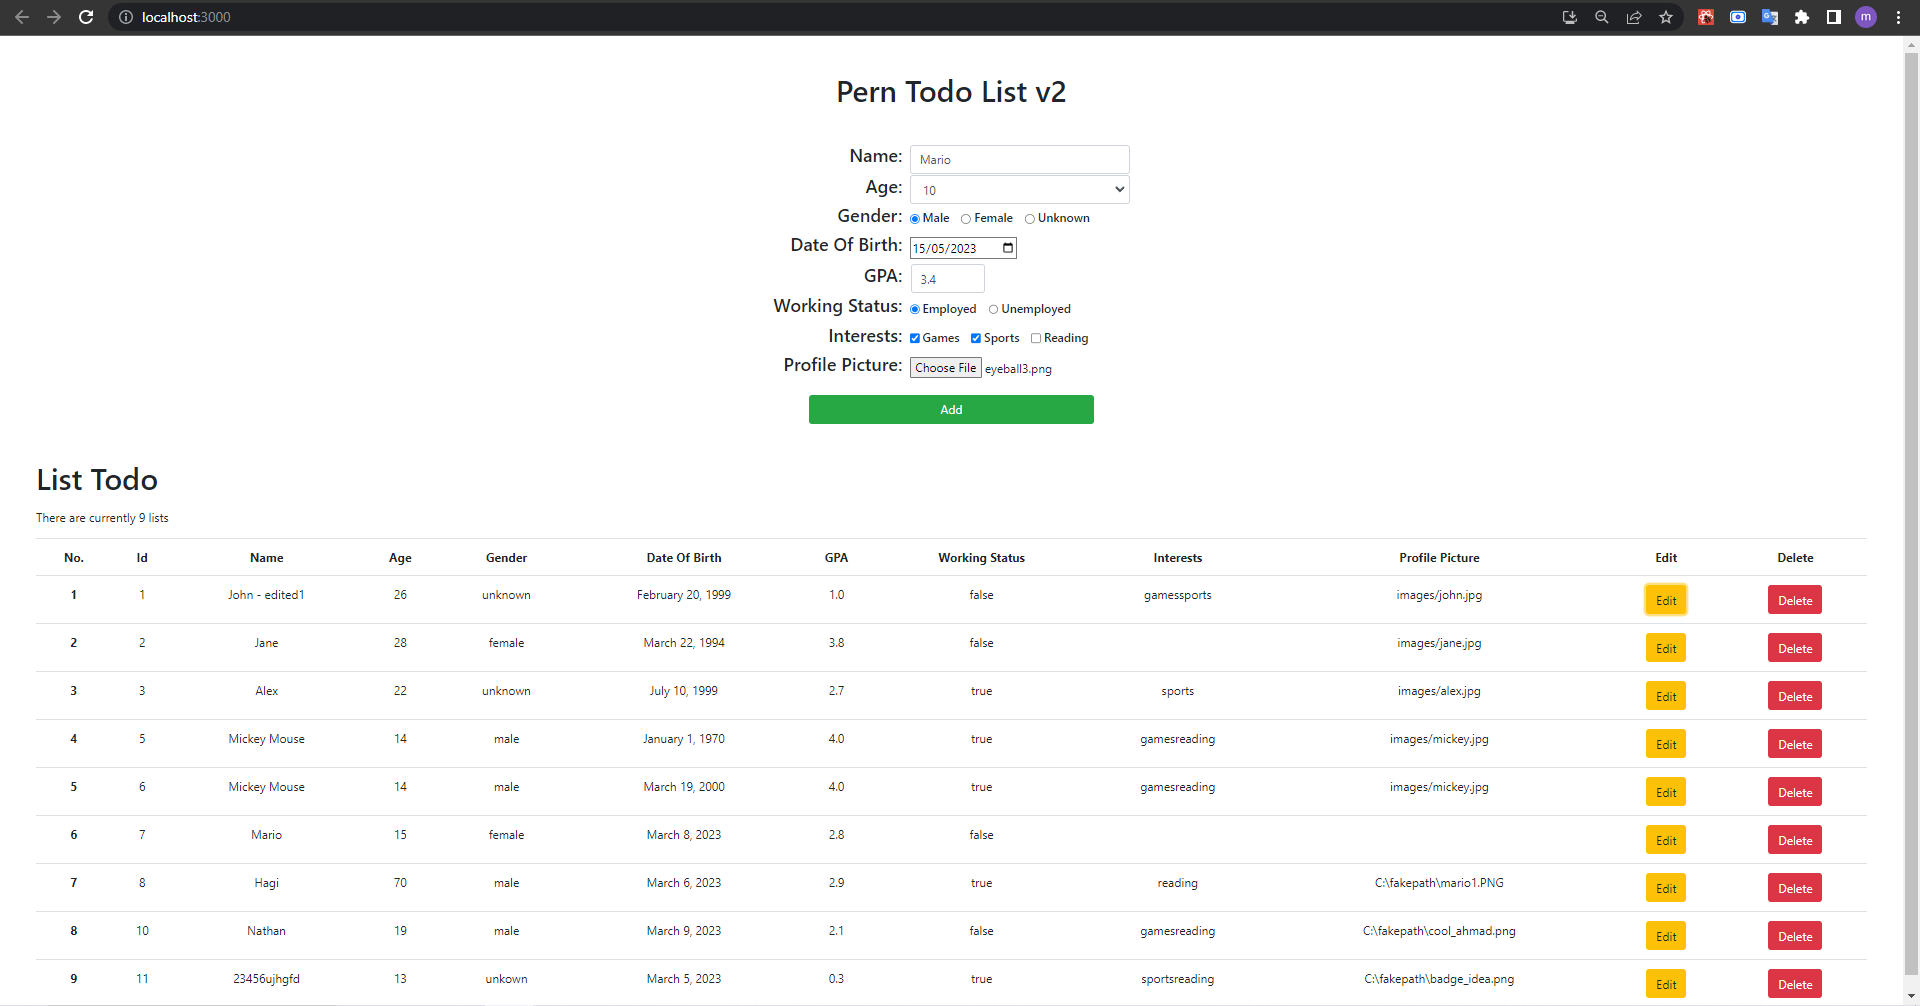 localhost:3000
m
Pern Todo List v2
Name: Mario
Age: 10
Gender: Male Female Unknown
Date Of Birth: 15/05/2023
GPA: 3.4
Working Status: Employed Unemployed
Interests: Games Sports Reading
Profile Picture: Choose File eyeball3.png
Add
List Todo
There are currently 9 lists
No. Id Name Age Gender Date Of Birth GPA Working Status Interests Profile Picture Edit Delete
1 1 John - edited1 26 unknown February 20, 1999 1.0 false gamessports images/john.jpg Edit Delete
2 2 Jane 28 female March 22, 1994 3.8 false images/jane.jpg Edit Delete
3 3 Alex 22 unknown July 10, 1999 2.7 true sports images/alex.jpg Edit Delete
4 5 Mickey Mouse 14 male January 1, 1970 4.0 true gamesreading images/mickey.jpg Edit Delete
5 6 Mickey Mouse 14 male March 19, 2000 4.0 true gamesreading images/mickey.jpg Edit Delete
6 7 Mario 15 female March 8, 2023 2.8 false Edit Delete
7 8 Hagi 70 male March 6, 2023 2.9 true reading C:\fakepath\mario1.PNG Edit Delete
8 10 Nathan 19 male March 9, 2023 2.1 false gamesreading C:\fakepath\cool_ahmad.png Edit Delete
9 11 23456ujhgfd 13 unkown March 5, 2023 0.3 true sportsreading C:\fakepath\badge_idea.png Edit Delete